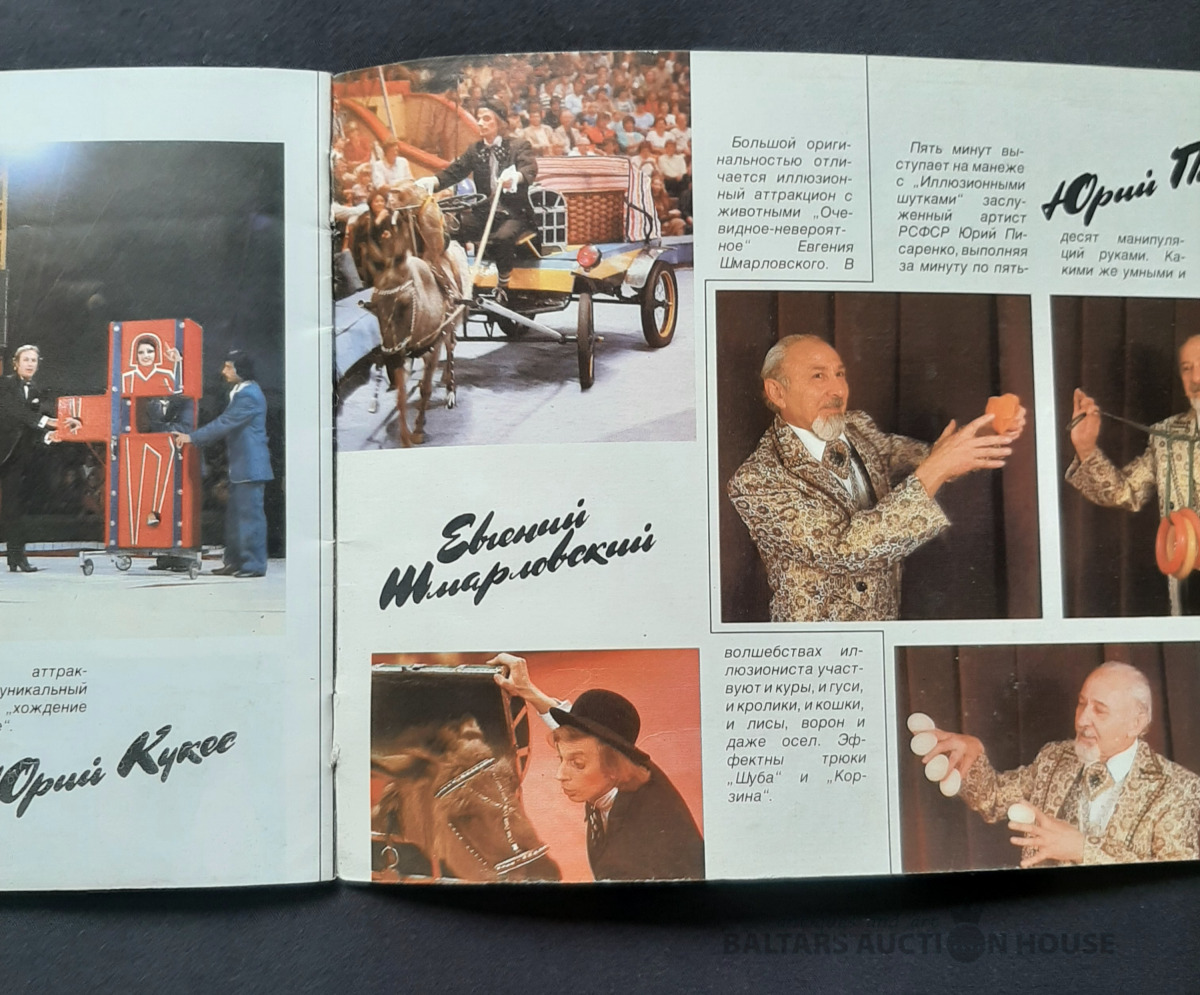 аттрак-
уникальный
„хождение
Юрий Кукес
Евгений
Шмарловский
Большой ориги-
нальностью отли-
чается иллюзион-
ный аттракцион с
животными „Оче-
видное-невероят-
ное“ Евгения
Шмарловского. В
волшебствах ил-
люзиониста участ-
вуют и куры, и гуси,
и кролики, и кошки,
и лисы, ворон и
даже осел. Эф-
фектны трюки
„Шуба“ и „Кор-
зина“.
Пять минут вы-
ступает на манеже
с „Иллюзионными
шутками“ заслу-
женный артист
РСФСР Юрий Пи-
саренко, выполняя
за минуту по пять-
Юрий
десят манипуля-
ций руками. Ка-
кими же умными и
BALTARS AUCTION HOUSE